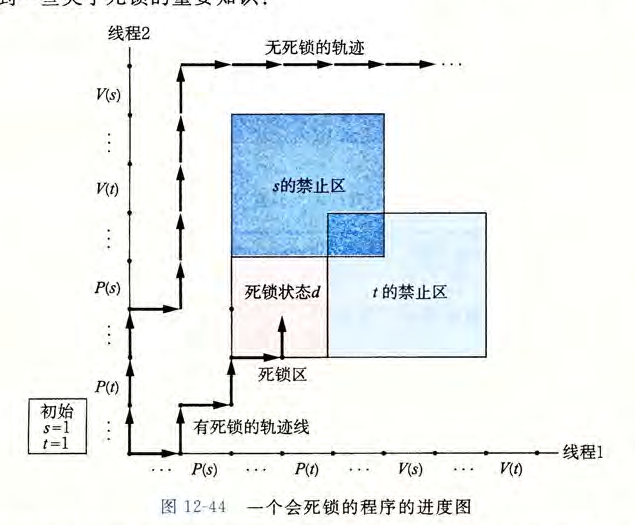 到一些关于死锁的重要知识：
线程2
无死锁的轨迹
...
V(s)
⋮
s的禁止区
V(t)
⋮
死锁状态d
t 的禁止区
P(s)
⋮
死锁区
P(t)
初始
s=1
t=1
⋮
有死锁的轨迹线
线程1
... P(s) ... P(t) ... V(s) ... V(t)
图 12-44 一个会死锁的程序的进度图